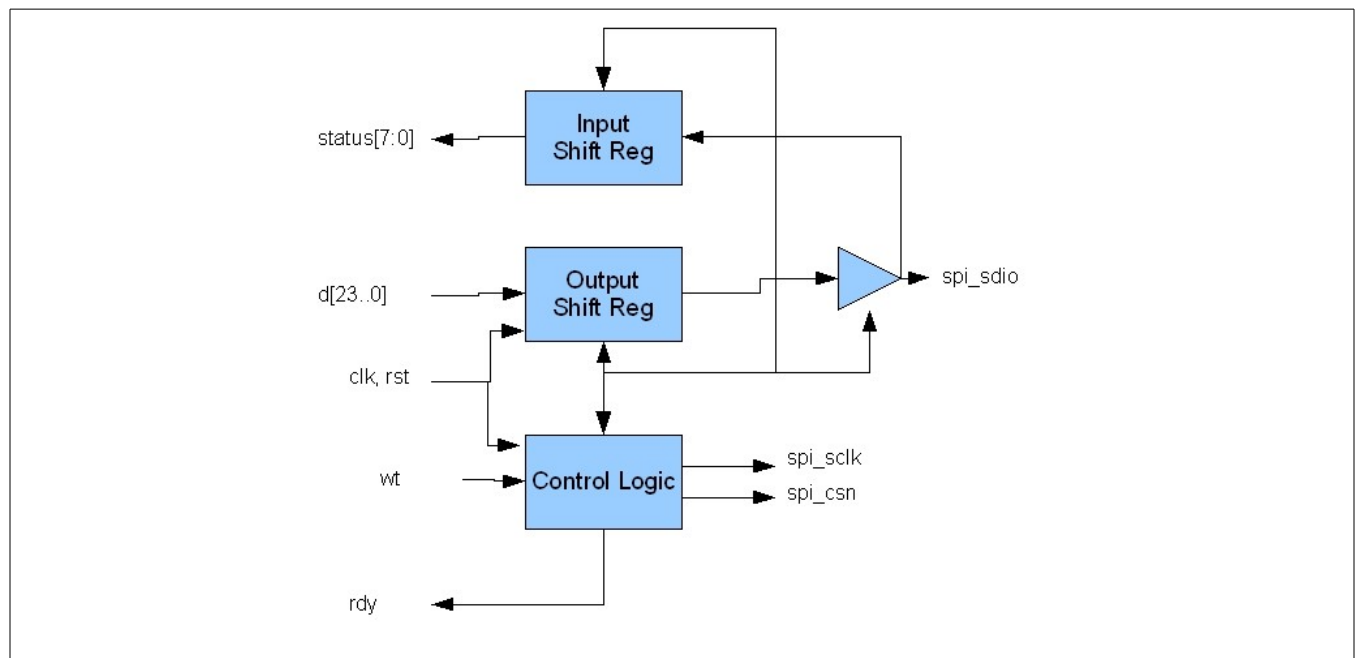 Input
Shift Reg
status[7:0]
Output
Shift Reg
d[23..0]
spi_sdio
clk, rst
Control Logic
wt
spi_sclk
spi_csn
rdy